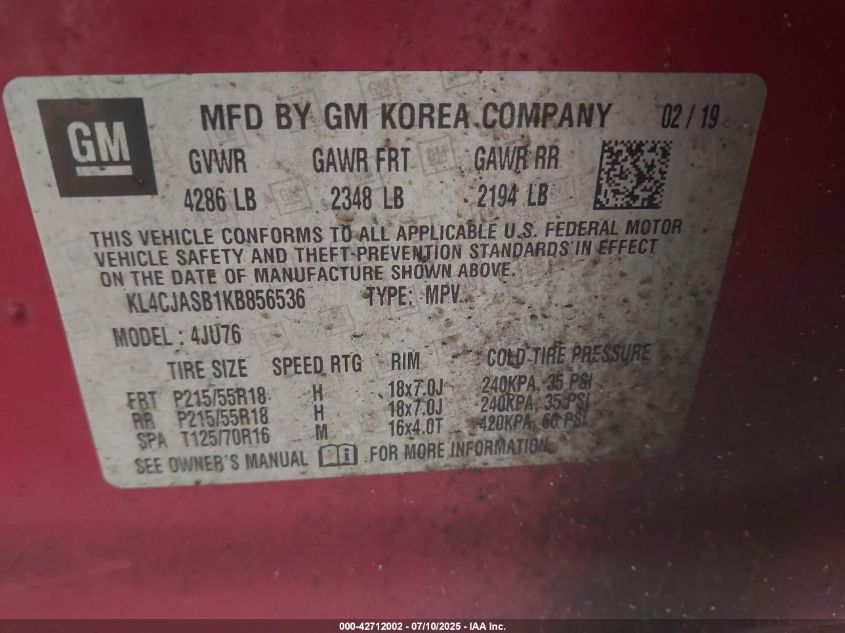 GM
MFD BY GM KOREA COMPANY 02 / 19
GVWR GAWR FRT GAWR RR
4286 LB 2348 LB 2194 LB
THIS VEHICLE CONFORMS TO ALL APPLICABLE U.S. FEDERAL MOTOR
VEHICLE SAFETY AND THEFT-PREVENTION STANDARDS IN EFFECT
ON THE DATE OF MANUFACTURE SHOWN ABOVE.
KL4CJASB1KB856536 TYPE: MPV
MODEL : 4JU76
TIRE SIZE SPEED RTG RIM COLD TIRE PRESSURE
FRT P215/55R18 H 18x7.0J 240KPA, 35 PSI
RR P215/55R18 H 18x7.0J 240KPA, 35 PSI
SPA T125/70R16 M 16x4.0T 420KPA, 60 PSI
SEE OWNER'S MANUAL FOR MORE INFORMATION
000-42712002 - 07/10/2025 - IAA Inc.